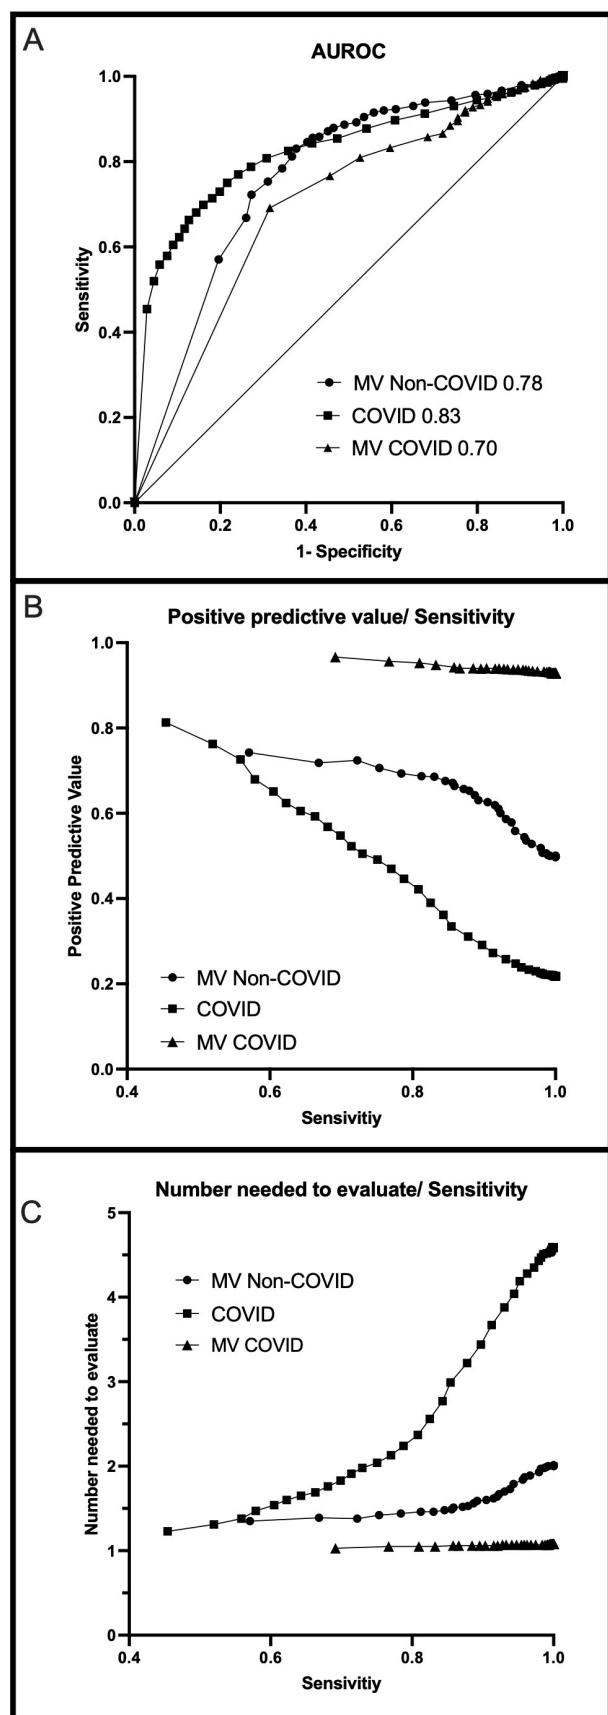 A
AUROC
1.0
0.8
0.6
0.4
0.2
0.0
Sensitivity
MV Non-COVID 0.78
COVID 0.83
MV COVID 0.70
0.0 0.2 0.4 0.6 0.8 1.0
1- Specificity
B
Positive predictive value/ Sensitivity
1.0
0.8
0.6
0.4
0.2
0.0
Positive Predictive Value
MV Non-COVID
COVID
MV COVID
0.4 0.6 0.8 1.0
Sensivitiy
C
Number needed to evaluate/ Sensitivity
5
4
3
2
1
0
Number needed to evaluate
MV Non-COVID
COVID
MV COVID
0.4 0.6 0.8 1.0
Sensivitiy